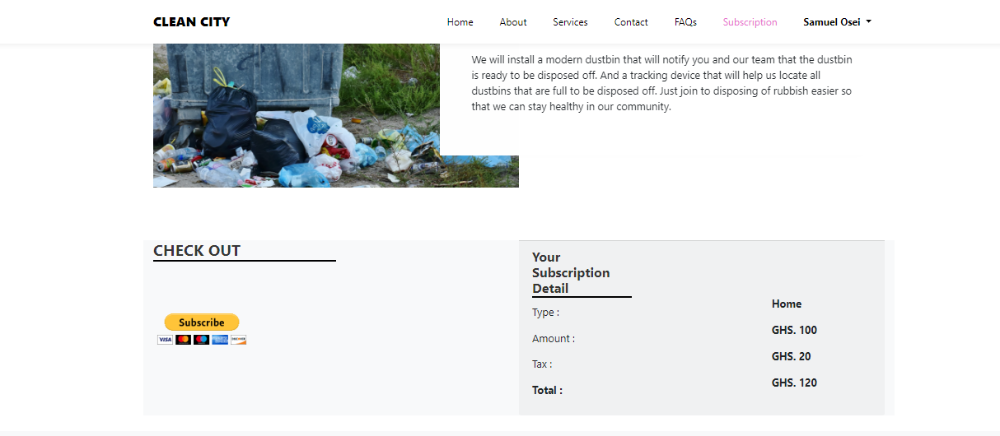 CLEAN CITY Home About Services Contact FAQs Subscription Samuel Osei
We will install a modern dustbin that will notify you and our team that the dustbin
is ready to be disposed off. And a tracking device that will help us locate all
dustbins that are full to be disposed off. Just join to disposing of rubbish easier so
that we can stay healthy in our community.
CHECK OUT
Subscribe
VISA DISCOVER
Your
Subscription
Detail
Type : Home
Amount : GHS. 100
Tax : GHS. 20
Total : GHS. 120